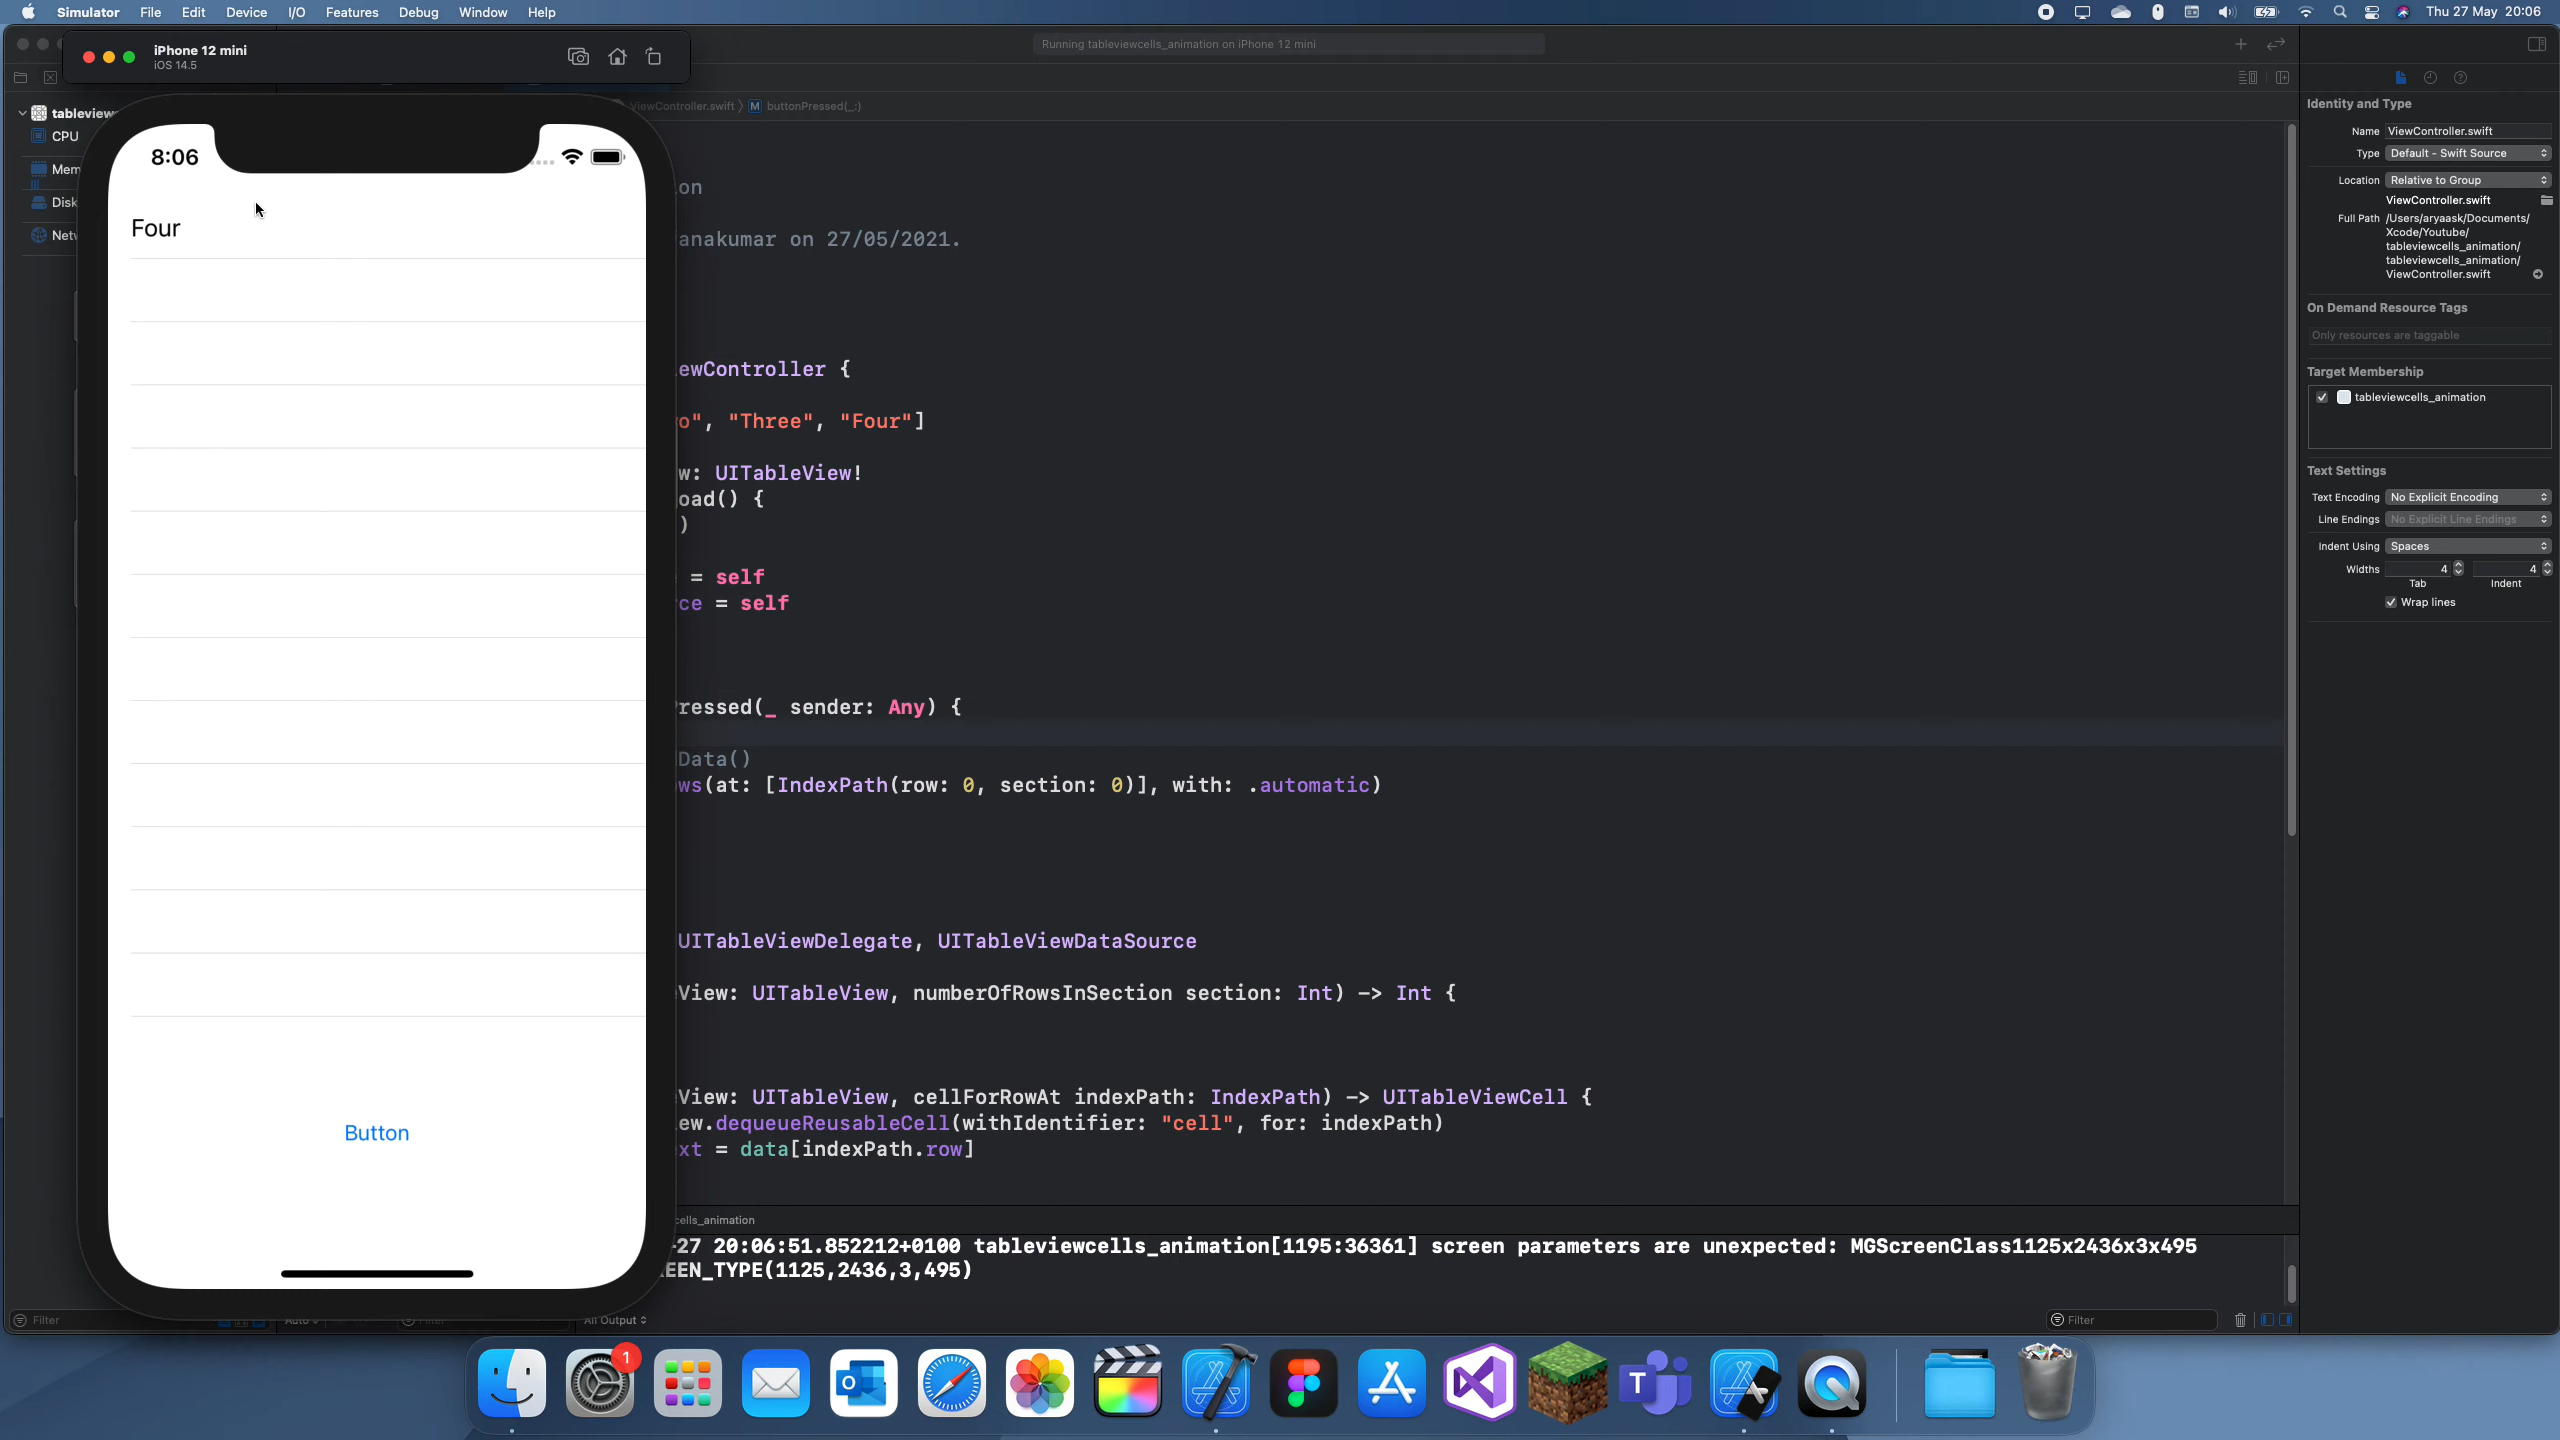 Simulator File Edit Device I/O Features Debug Window Help Thu 27 May 20:06
iPhone 12 mini
iOS 14.5
Running tableviewcells_animation on iPhone 12 mini
ViewController.swift buttonPressed(_:)
CPU
8:06
Four
Button
on
anakumar on 27/05/2021.
ewController {
o", "Three", "Four"]
w: UITableView!
oad() {
)
= self
ce = self
ressed(_ sender: Any) {
Data()
ws(at: [IndexPath(row: 0, section: 0)], with: .automatic)
UITableViewDelegate, UITableViewDataSource
View: UITableView, numberOfRowsInSection section: Int) -> Int {
View: UITableView, cellForRowAt indexPath: IndexPath) -> UITableViewCell {
ew.dequeueReusableCell(withIdentifier: "cell", for: indexPath)
xt = data[indexPath.row]
cells_animation
-27 20:06:51.852212+0100 tableviewcells_animation[1195:36361] screen parameters are unexpected: MGScreenClass1125x2436x3x495
EEN_TYPE(1125,2436,3,495)
Filter
Auto
All Output
Filter
Identity and Type
Name ViewController.swift
Type Default - Swift Source
Location Relative to Group
ViewController.swift
Full Path /Users/aryaask/Documents/
Xcode/Youtube/
tableviewcells_animation/
tableviewcells_animation/
ViewController.swift
On Demand Resource Tags
Only resources are taggable
Target Membership
tableviewcells_animation
Text Settings
Text Encoding No Explicit Encoding
Line Endings No Explicit Line Endings
Indent Using Spaces
Widths 4 4
Tab Indent
Wrap lines
1
T